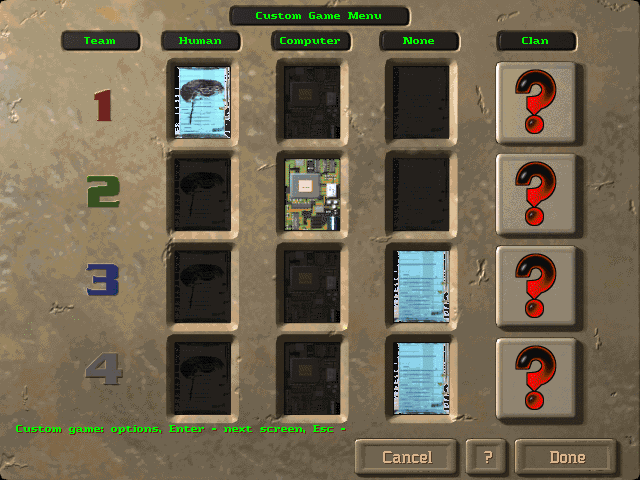 Custom Game Menu
Team Human Computer None Clan
1
2
3
4
Custom game: options, Enter - next screen, Esc -
Cancel ? Done